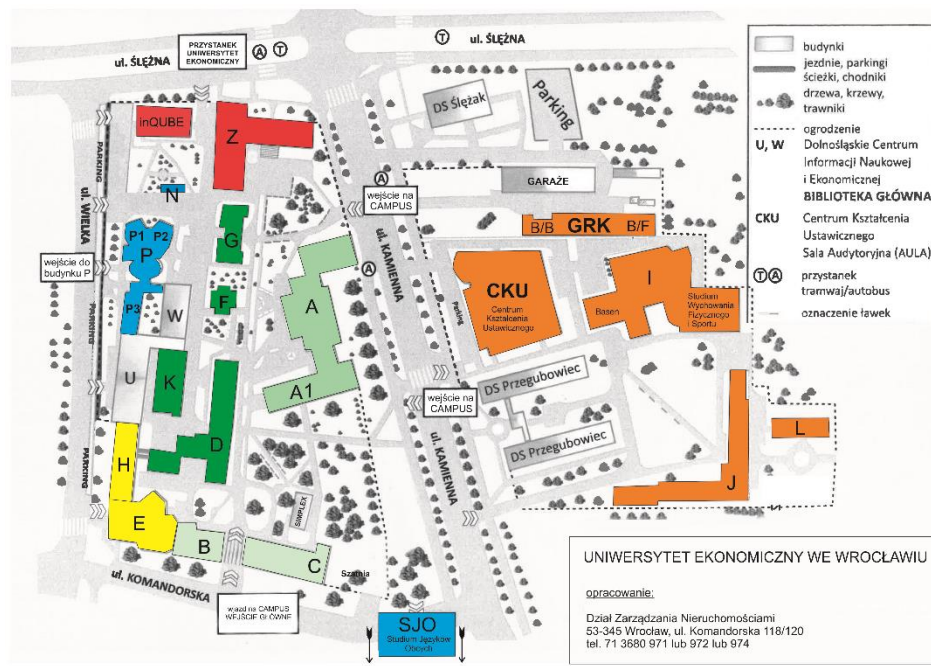 PRZYSTANEK
UNIWERSYTET
EKONOMICZNY
A T
T
ul. ŚLĘŻNA
ul. ŚLĘŻNA
inQUBE
Z
N
G
P1 P2
P
P3
W
F
A
U
K
A1
D
H
E
B
C
SIMPLEX
Szatnia
PARKING
ul. WIELKA
PARKING
PARKING
wejście do
budynku P
ul. KOMANDORSKA
wjazd na CAMPUS
WEJŚCIE GŁÓWNE
A
wejście na
CAMPUS
A
ul. KAMIENNA
wejście na
CAMPUS
ul. KAMIENNA
A
DS Ślężak
Parking
GARAŻE
B/B GRK B/F
Parking
CKU
Centrum
Kształcenia
Ustawicznego
I
Basen
Studium
Wychowania
Fizycznego
i Sportu
DS Przegubowiec
DS Przegubowiec
L
J
SJO
Studium Języków
Obcych
budynki
jezdnie, parkingi
ścieżki, chodniki
drzewa, krzewy,
trawniki
ogrodzenie
U, W Dolnośląskie Centrum
Informacji Naukowej
i Ekonomicznej
BIBLIOTEKA GŁÓWNA
CKU Centrum Kształcenia
Ustawicznego
Sala Audytoryjna (AULA)
T A przystanek
tramwaj/autobus
oznaczenie ławek
UNIWERSYTET EKONOMICZNY WE WROCŁAWIU
opracowanie:
Dział Zarządzania Nieruchomościami
53-345 Wrocław, ul. Komandorska 118/120
tel. 71 3680 971 lub 972 lub 974